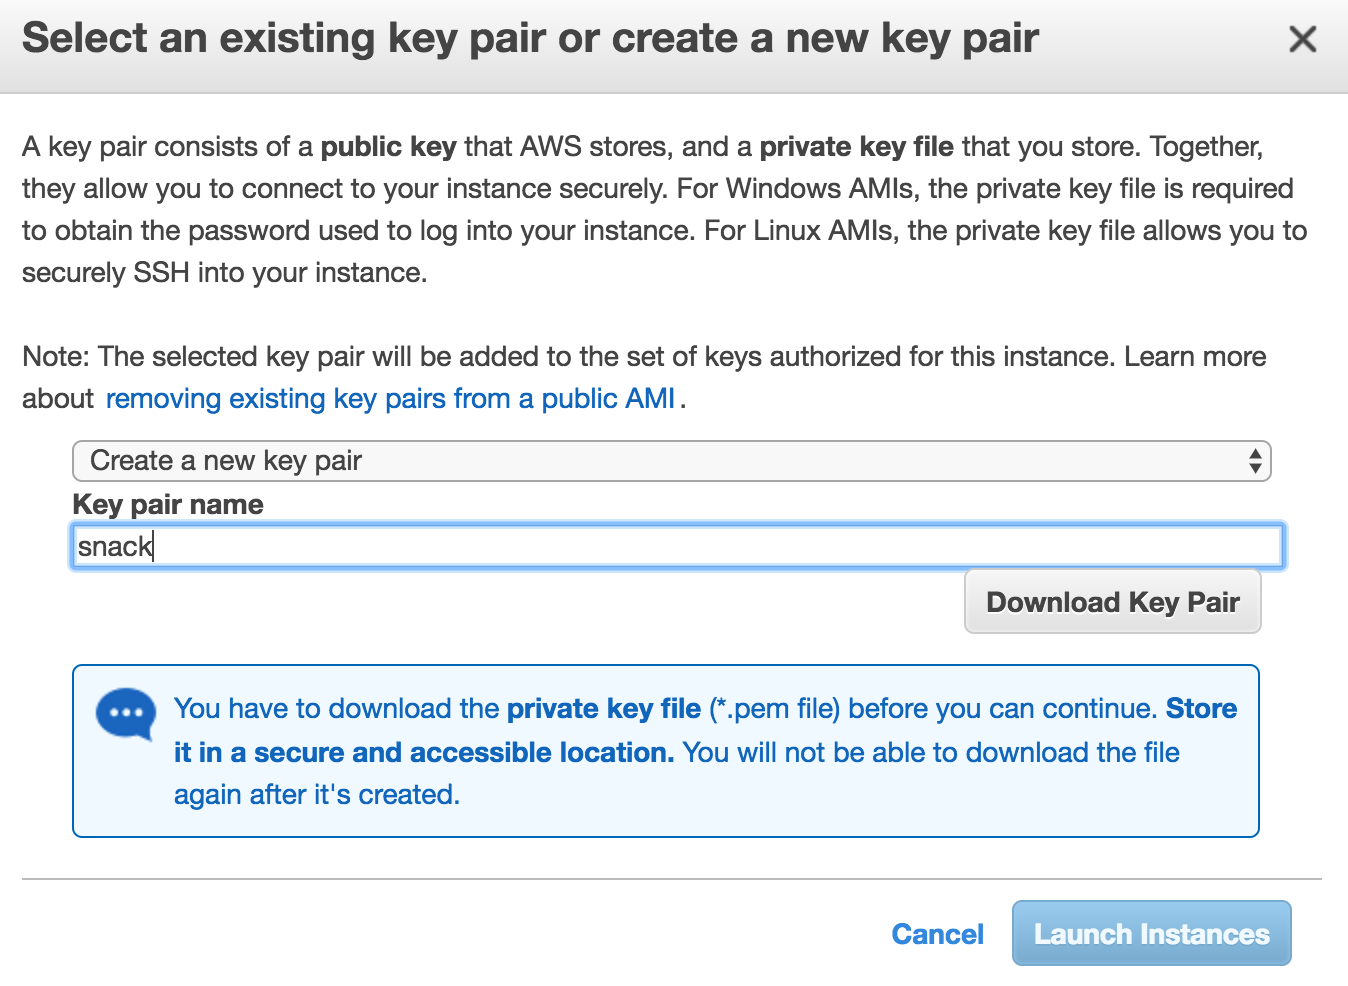 Select an existing key pair or create a new key pair
A key pair consists of a public key that AWS stores, and a private key file that you store. Together,
they allow you to connect to your instance securely. For Windows AMIs, the private key file is required
to obtain the password used to log into your instance. For Linux AMIs, the private key file allows you to
securely SSH into your instance.
Note: The selected key pair will be added to the set of keys authorized for this instance. Learn more
about removing existing key pairs from a public AMI.
Create a new key pair
Key pair name
snack
Download Key Pair
You have to download the private key file (*.pem file) before you can continue. Store
it in a secure and accessible location. You will not be able to download the file
again after it's created.
Cancel
Launch Instances